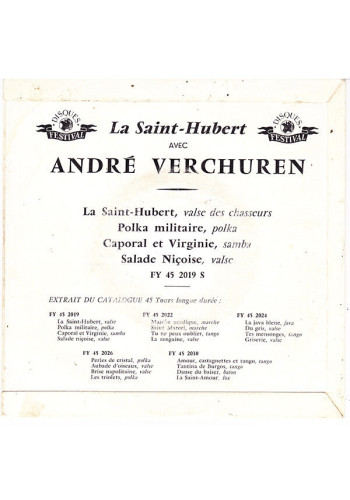 DISQUES FESTIVAL
La Saint-Hubert
AVEC
ANDRÉ VERCHUREN
DISQUES FESTIVAL
La Saint-Hubert, valse des chasseurs
Polka militaire, polka
Caporal et Virginie, samba
Salade Niçoise, valse
FY 45 2019 S
EXTRAIT DU CATALOGUE 45 Tours longue durée :
FY 45 2019
La Saint-Hubert, valse
Polka militaire, polka
Caporal et Virginie, samba
Salade niçoise, valse
FY 45 2022
Marche nordique, marche
Saint Marcel, marche
Tu ne peux oublier, tango
La sanguine, valse
FY 45 2024
La java bleue, java
Du gris, valse
Tes mensonges, tango
Griserie, valse
FY 45 2026
Perles de cristal, polka
Aubade d'oiseaux, valse
Brise napolitaine, valse
Les triolets, polka
FY 45 2030
Amour, castagnettes et tango, tango
Tantina de Burgos, tango
Danse du baiser,
La Saint-Amour, fox